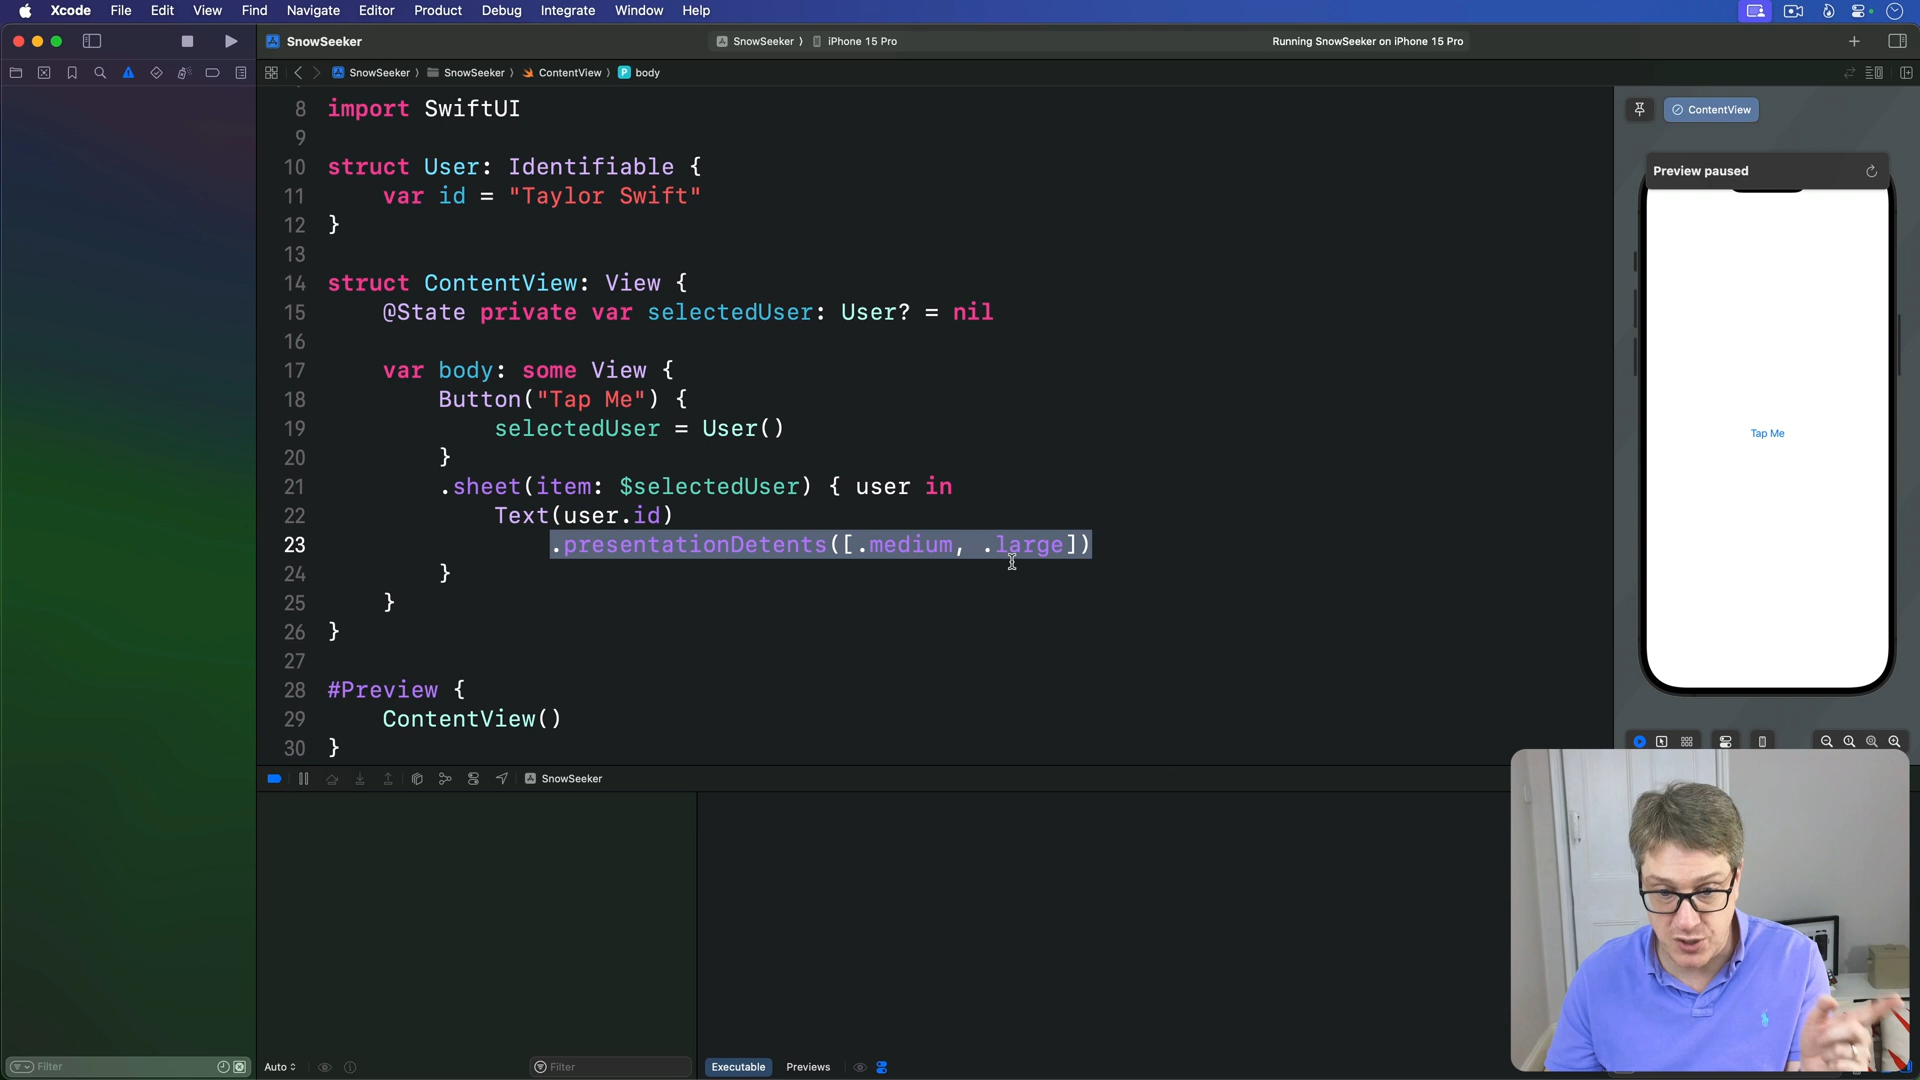 Xcode File Edit View Find Navigate Editor Product Debug Integrate Window Help
SnowSeeker
SnowSeeker
iPhone 15 Pro
Running SnowSeeker on iPhone 15 Pro
SnowSeeker
SnowSeeker
ContentView
P body
8 import SwiftUI
9
10 struct User: Identifiable {
11 var id = "Taylor Swift"
12 }
13
14 struct ContentView: View {
15 @State private var selectedUser: User? = nil
16
17 var body: some View {
18 Button("Tap Me") {
19 selectedUser = User()
20 }
21 .sheet(item: $selectedUser) { user in
22 Text(user.id)
23 .presentationDetents([.medium, .large])
24 }
25 }
26 }
27
28 #Preview {
29 ContentView()
30 }
ContentView
Preview paused
Tap Me
SnowSeeker
Filter
Auto
Filter
Executable
Previews